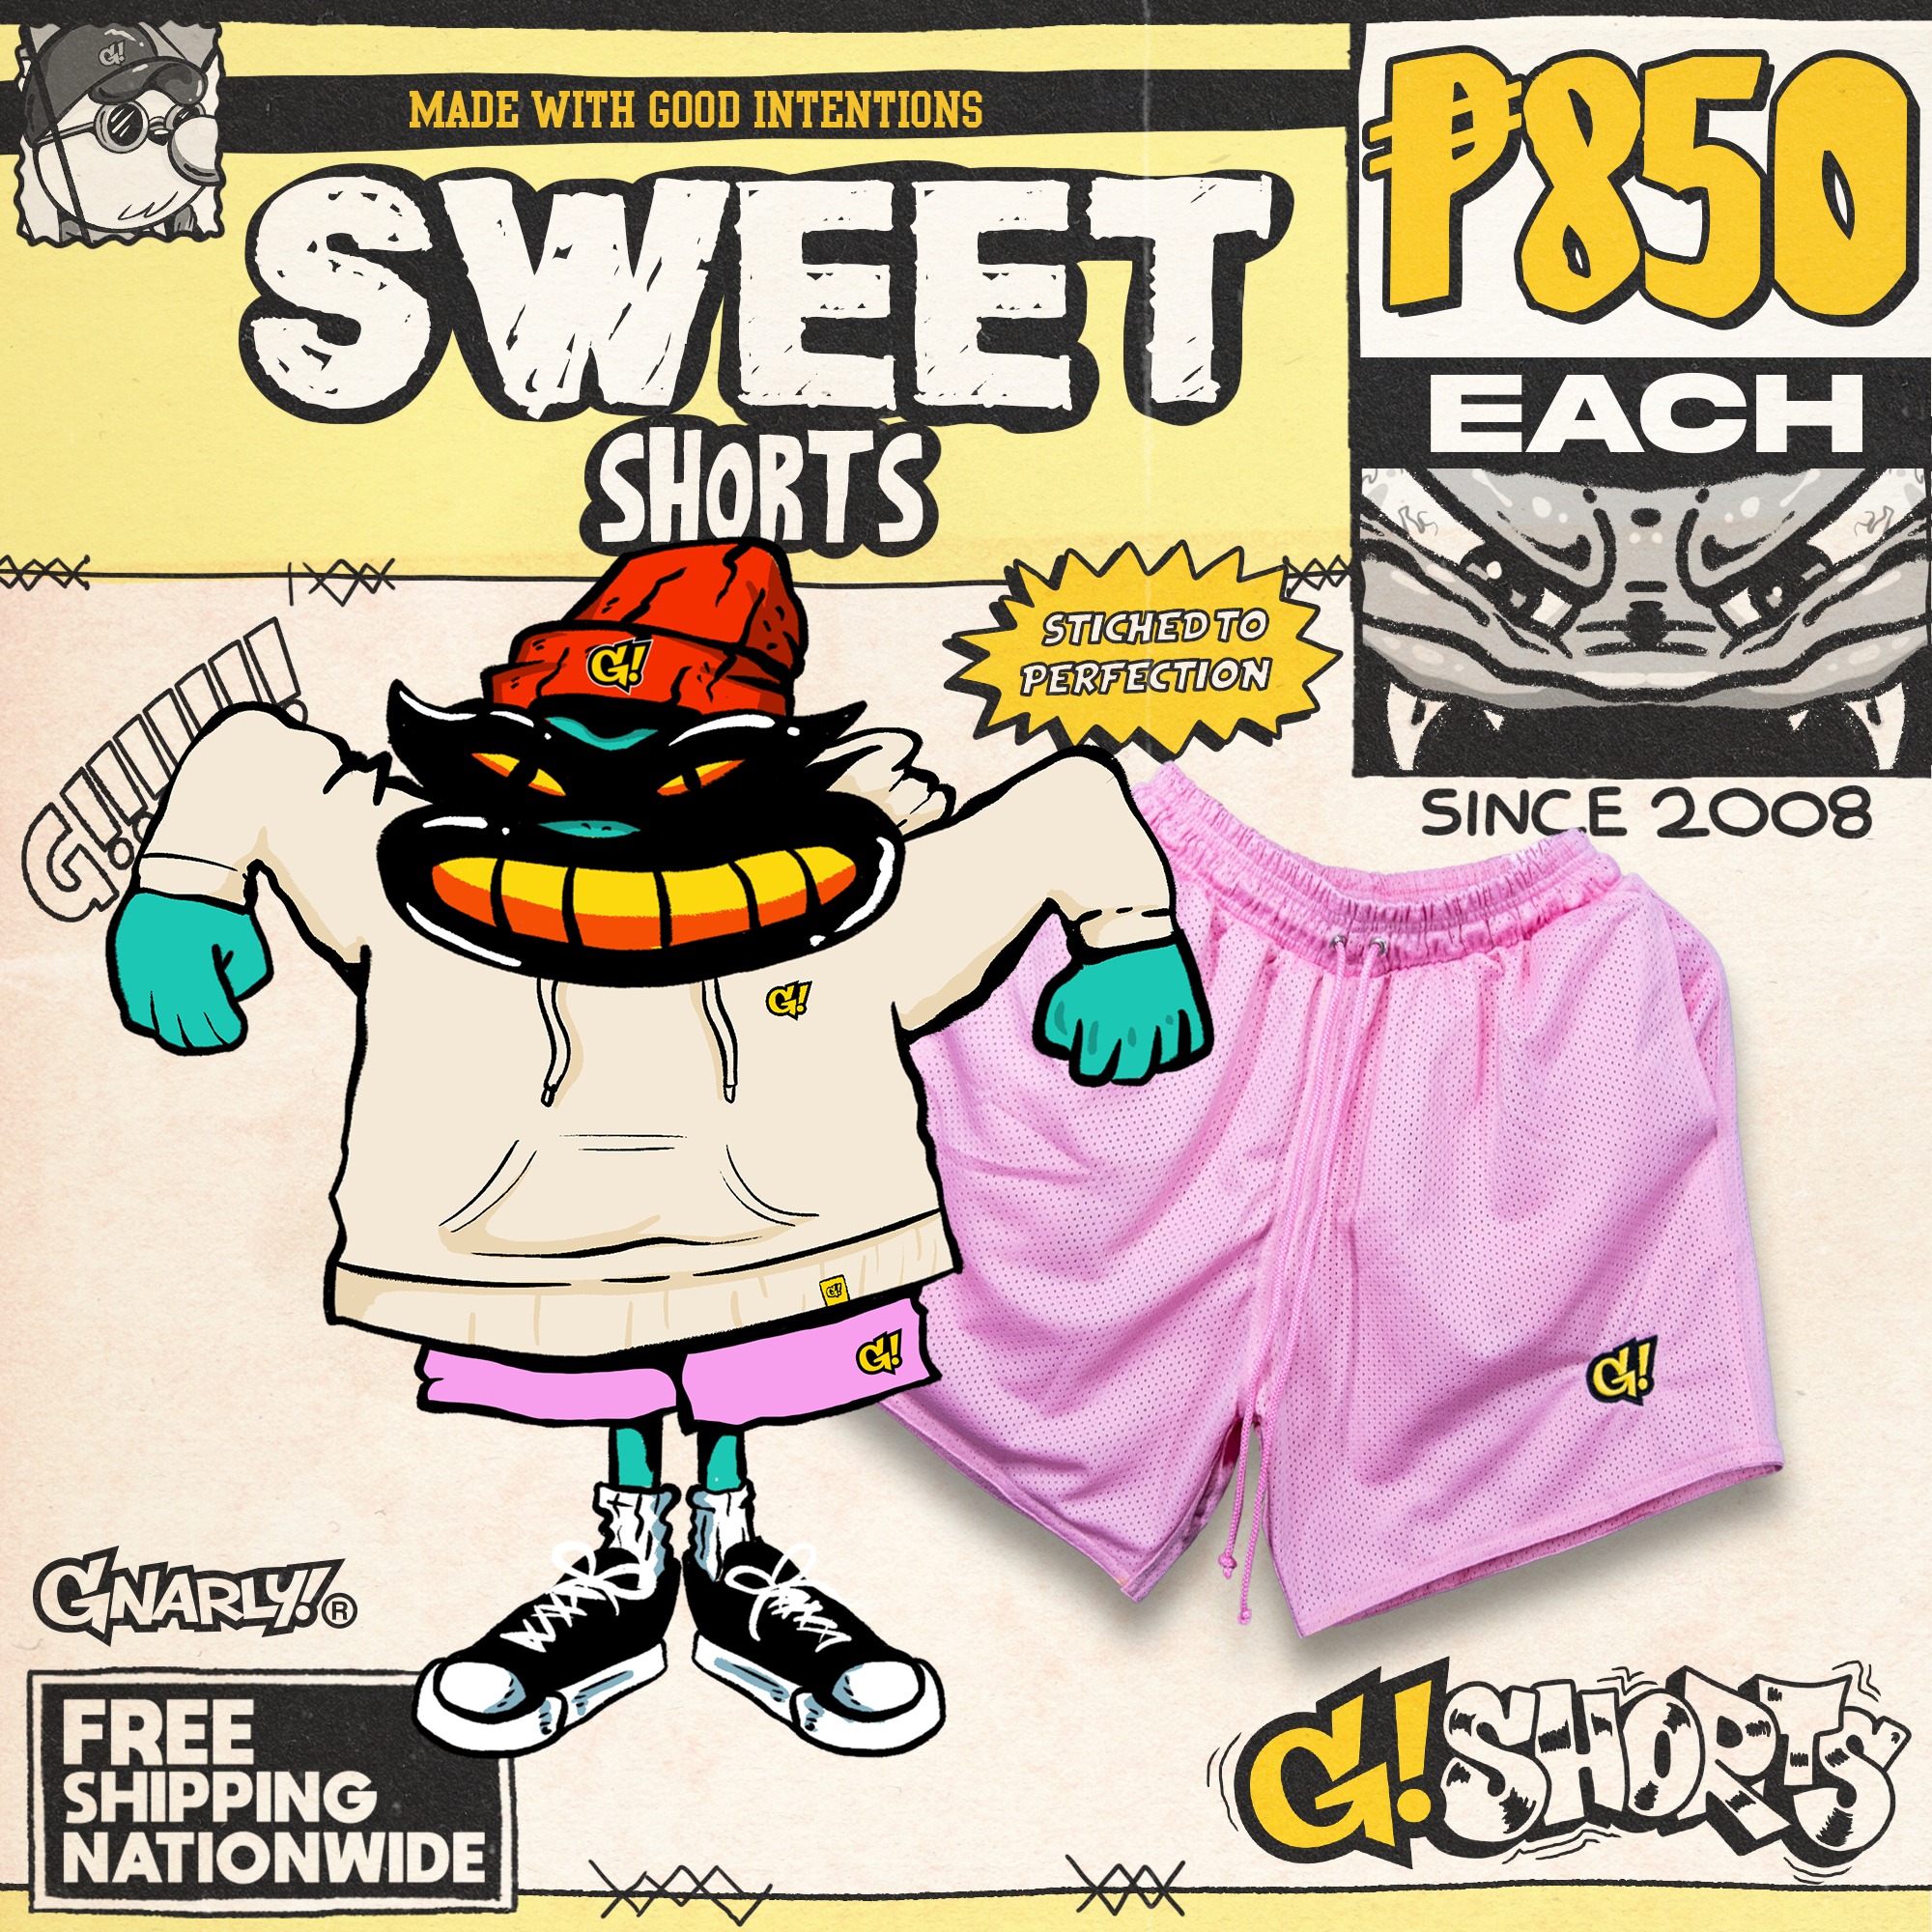 G!
MADE WITH GOOD INTENTIONS
SWEET
SHORTS
₱850
EACH
SINCE 2008
STICHED TO
PERFECTION
G!!!!!!!
G!
G!
G!
G!
G!
GNARLY!®
FREE
SHIPPING
NATIONWIDE
G!SHORTS